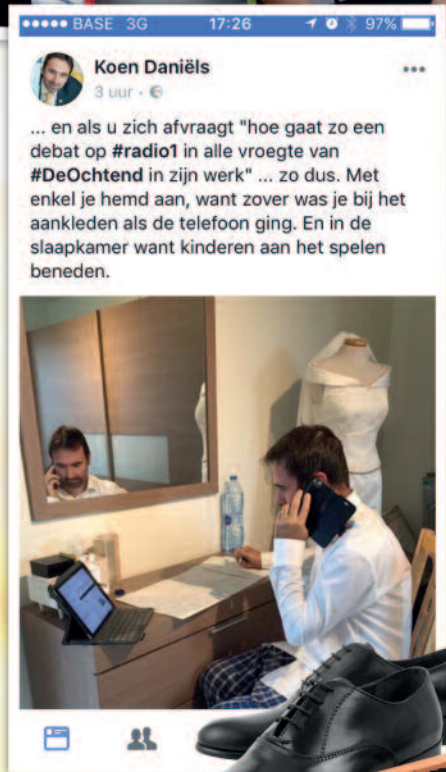 BASE 3G 17:26 97%
Koen Daniëls
3 uur
... en als u zich afvraagt "hoe gaat zo een
debat op #radio1 in alle vroegte van
#DeOchtend in zijn werk" ... zo dus. Met
enkel je hemd aan, want zover was je bij het
aankleden als de telefoon ging. En in de
slaapkamer want kinderen aan het spelen
beneden.